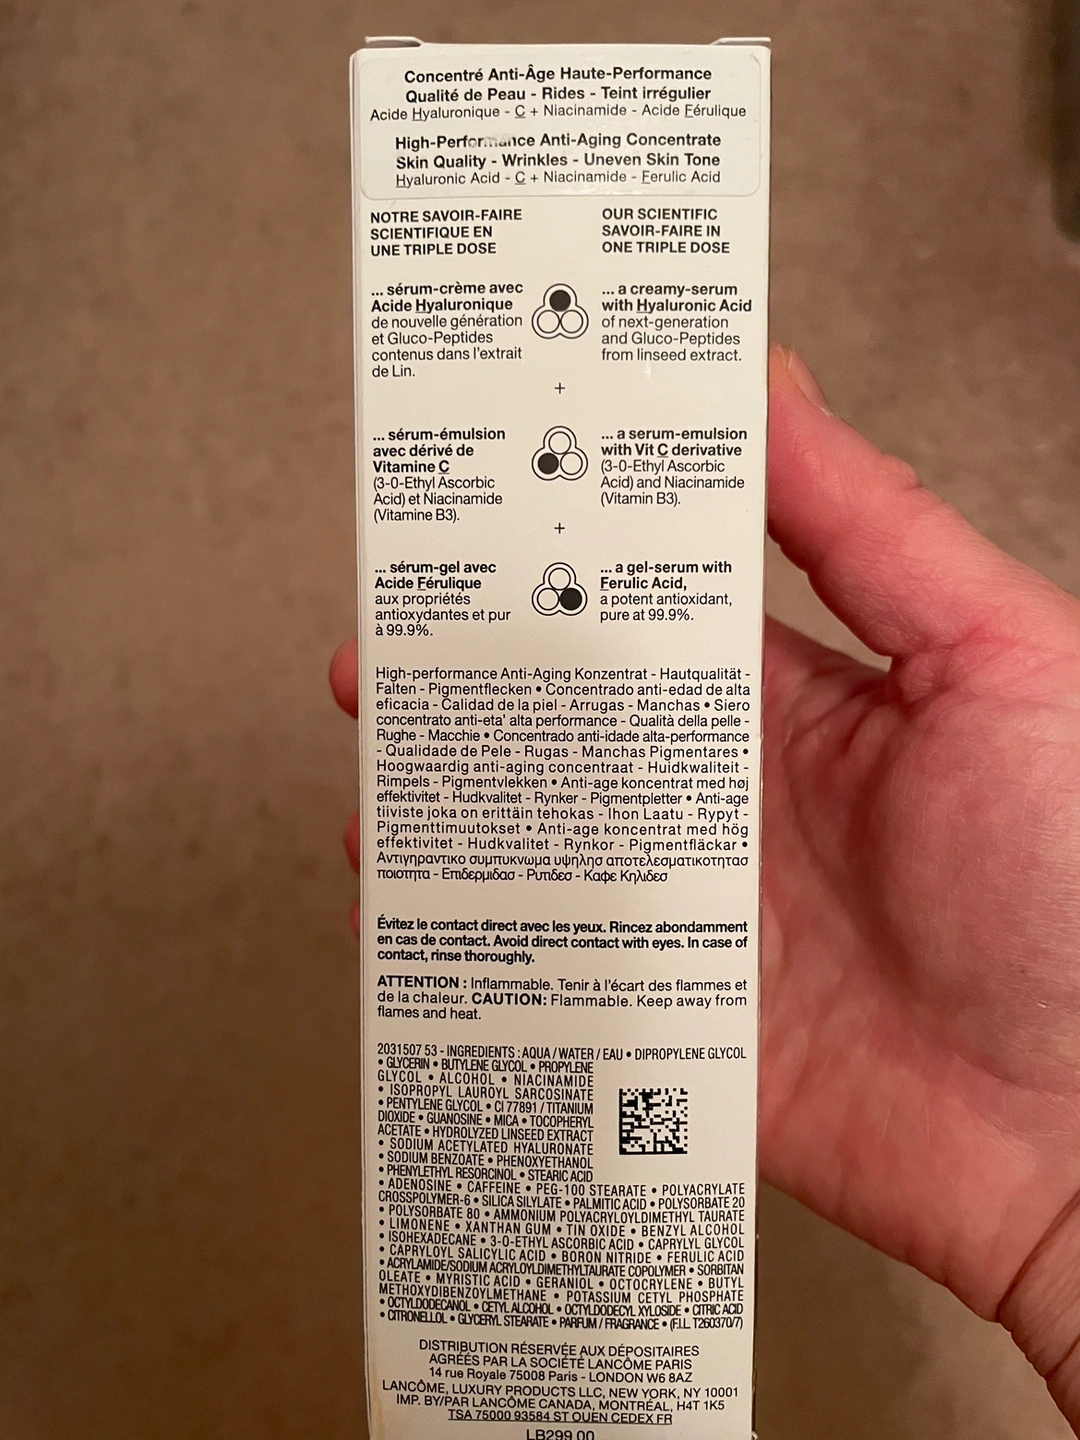 Concentré Anti-Âge Haute-Performance
Qualité de Peau - Rides - Teint irrégulier
Acide Hyaluronique - C + Niacinamide - Acide Férulique
High-Performance Anti-Aging Concentrate
Skin Quality - Wrinkles - Uneven Skin Tone
Hyaluronic Acid - C + Niacinamide - Ferulic Acid
NOTRE SAVOIR-FAIRE
SCIENTIFIQUE EN
UNE TRIPLE DOSE
OUR SCIENTIFIC
SAVOIR-FAIRE IN
ONE TRIPLE DOSE
... sérum-crème avec
Acide Hyaluronique
de nouvelle génération
et Gluco-Peptides
contenus dans l'extrait
de Lin.
... a creamy-serum
with Hyaluronic Acid
of next-generation
and Gluco-Peptides
from linseed extract.
+
... sérum-émulsion
avec dérivé de
Vitamine C
(3-0-Ethyl Ascorbic
Acid) et Niacinamide
(Vitamine B3).
... a serum-emulsion
with Vit C derivative
(3-0-Ethyl Ascorbic
Acid) and Niacinamide
(Vitamin B3).
+
... sérum-gel avec
Acide Férulique
aux propriétés
antioxydantes et pur
à 99.9%.
... a gel-serum with
Ferulic Acid,
a potent antioxidant,
pure at 99.9%.
High-performance Anti-Aging Konzentrat - Hautqualität -
Falten - Pigmentflecken • Concentrado anti-edad de alta
eficacia - Calidad de la piel - Arrugas - Manchas • Siero
concentrato anti-eta' alta performance - Qualità della pelle -
Rughe - Macchie • Concentrado anti-idade alta-performance
- Qualidade de Pele - Rugas - Manchas Pigmentares •
Hoogwaardig anti-aging concentraat - Huidkwaliteit -
Rimpels - Pigmentvlekken • Anti-age koncentrat med høj
effektivitet - Hudkvalitet - Rynker - Pigmentpletter • Anti-age
tiiviste joka on erittäin tehokas - Ihon Laatu - Rypyt -
Pigmenttimuutokset • Anti-age koncentrat med hög
effektivitet - Hudkvalitet - Rynkor - Pigmentfläckar •
Αντιγηραντικο συμπυκνωμα υψηλησ αποτελεσματικοτητασ
ποιοτητα - Επιδερμιδασ - Ρυτιδεσ - Καφε Κηλιδεσ
Évitez le contact direct avec les yeux. Rincez abondamment
en cas de contact. Avoid direct contact with eyes. In case of
contact, rinse thoroughly.
ATTENTION : Inflammable. Tenir à l'écart des flammes et
de la chaleur. CAUTION: Flammable. Keep away from
flames and heat.
2031507 53 - INGREDIENTS : AQUA / WATER / EAU • DIPROPYLENE GLYCOL
• GLYCERIN • BUTYLENE GLYCOL • PROPYLENE
GLYCOL • ALCOHOL • NIACINAMIDE
• ISOPROPYL LAUROYL SARCOSINATE
• PENTYLENE GLYCOL • CI 77891 / TITANIUM
DIOXIDE • GUANOSINE • MICA • TOCOPHERYL
ACETATE • HYDROLYZED LINSEED EXTRACT
• SODIUM ACETYLATED HYALURONATE
• SODIUM BENZOATE • PHENOXYETHANOL
• PHENYLETHYL RESORCINOL • STEARIC ACID
• ADENOSINE • CAFFEINE • PEG-100 STEARATE • POLYACRYLATE
CROSSPOLYMER-6 • SILICA SILYLATE • PALMITIC ACID • POLYSORBATE 20
• POLYSORBATE 80 • AMMONIUM POLYACRYLOYLDIMETHYL TAURATE
• LIMONENE • XANTHAN GUM • TIN OXIDE • BENZYL ALCOHOL
• ISOHEXADECANE • 3-O-ETHYL ASCORBIC ACID • CAPRYLYL GLYCOL
• CAPRYLOYL SALICYLIC ACID • BORON NITRIDE • FERULIC ACID
• ACRYLAMIDE/SODIUM ACRYLOYLDIMETHYLTAURATE COPOLYMER • SORBITAN
OLEATE • MYRISTIC ACID • GERANIOL • OCTOCRYLENE • BUTYL
METHOXYDIBENZOYLMETHANE • POTASSIUM CETYL PHOSPHATE
• OCTYLDODECANOL • CETYL ALCOHOL • OCTYLDODECYL XYLOSIDE • CITRIC ACID
• CITRONELLOL • GLYCERYL STEARATE • PARFUM / FRAGRANCE • (F.I.L. T260370/7)
DISTRIBUTION RÉSERVÉE AUX DÉPOSITAIRES
AGRÉÉS PAR LA SOCIÉTÉ LANCÔME PARIS
14 rue Royale 75008 Paris - LONDON W6 8AZ
LANCÔME, LUXURY PRODUCTS LLC, NEW YORK, NY 10001
IMP. BY/PAR LANCÔME CANADA, MONTRÉAL, H4T 1K5
TSA 75000 93584 ST OUEN CEDEX FR
LB299 00